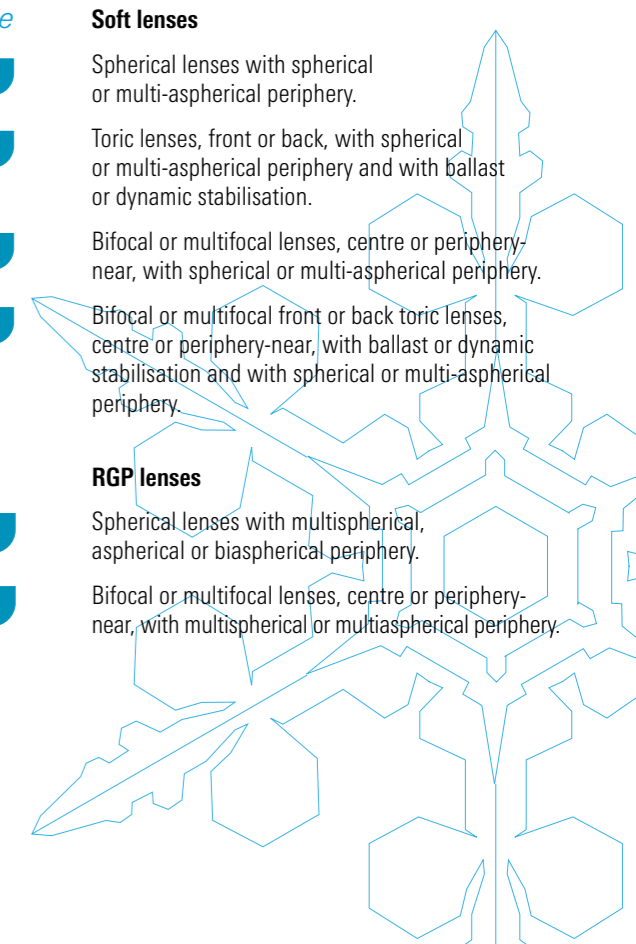 e
Soft lenses
Spherical lenses with spherical
or multi-aspherical periphery.
Toric lenses, front or back, with spherical
or multi-aspherical periphery and with ballast
or dynamic stabilisation.
Bifocal or multifocal lenses, centre or periphery-
near, with spherical or multi-aspherical periphery.
Bifocal or multifocal front or back toric lenses,
centre or periphery-near, with ballast or dynamic
stabilisation and with spherical or multi-aspherical
periphery.
RGP lenses
Spherical lenses with multispherical,
aspherical or biaspherical periphery.
Bifocal or multifocal lenses, centre or periphery-
near, with multispherical or multiaspherical periphery.